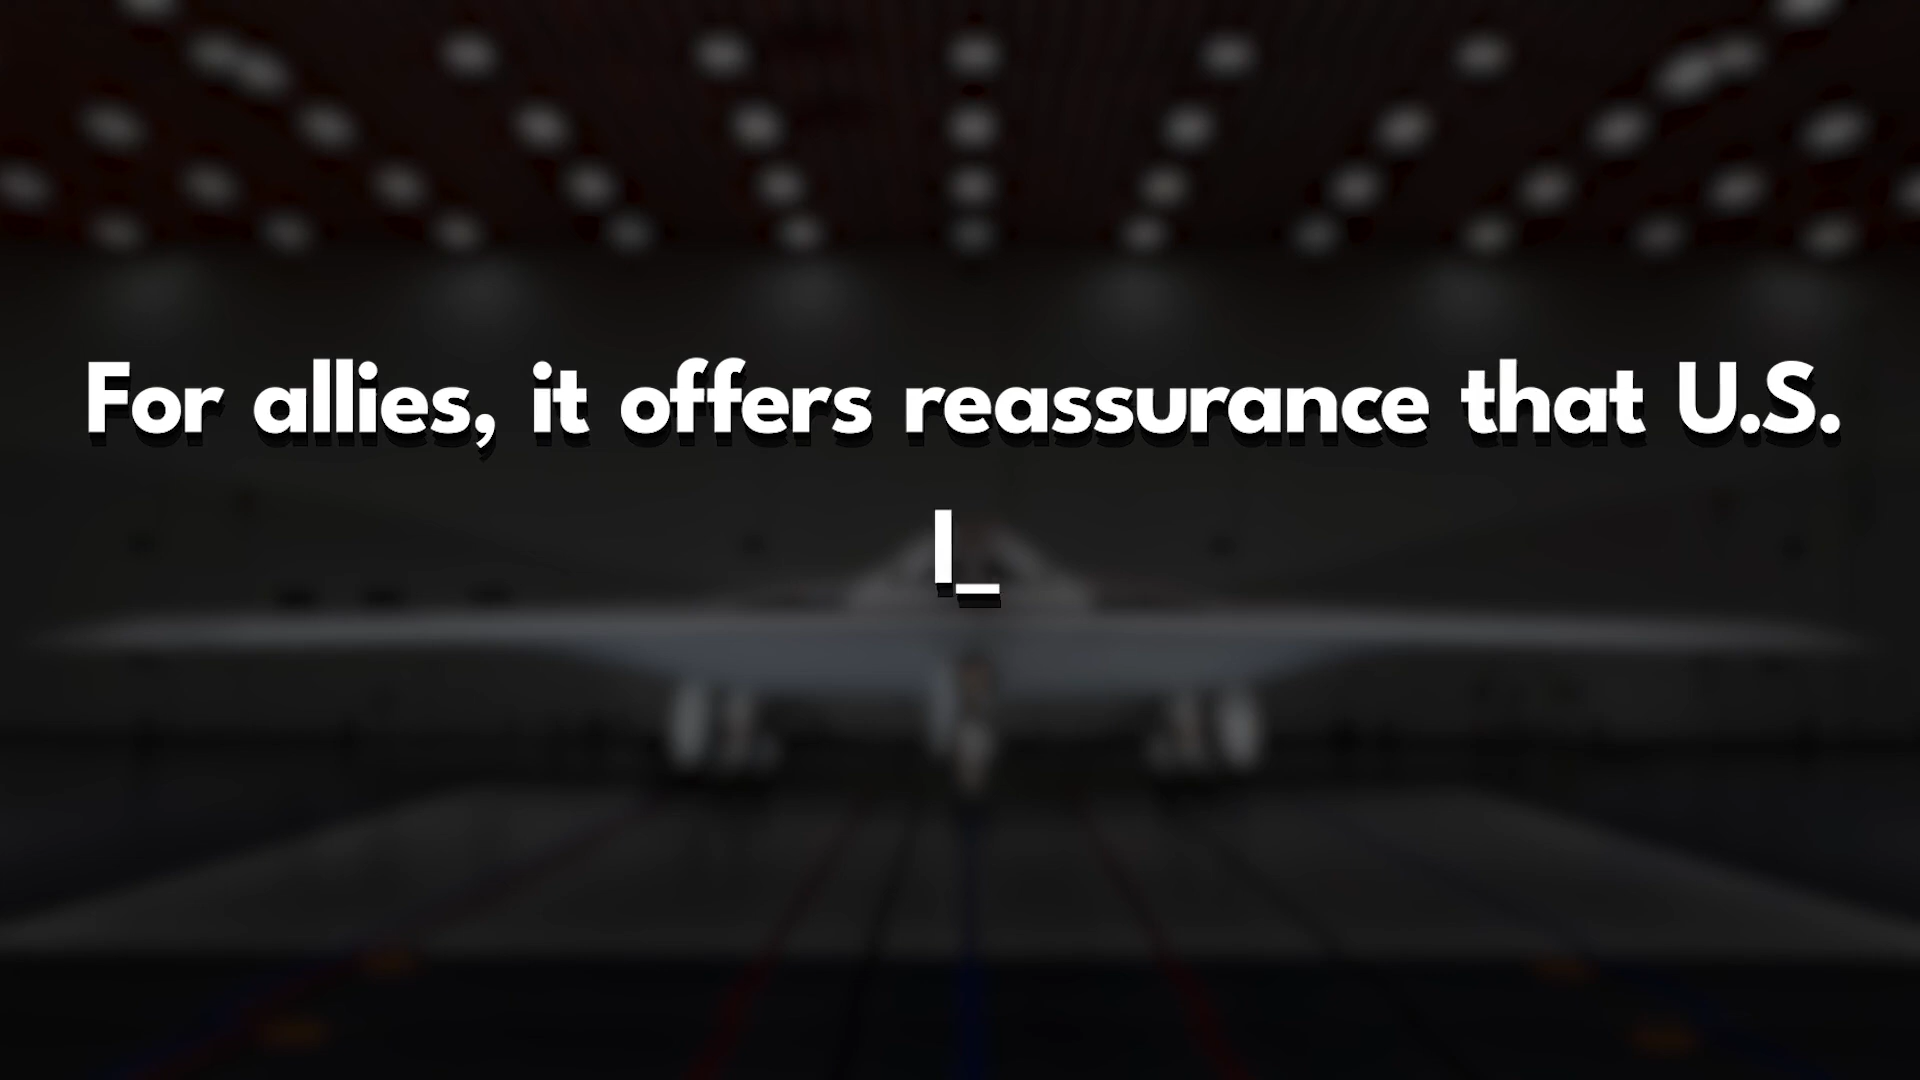 For allies, it offers reassurance that U.S.
l_